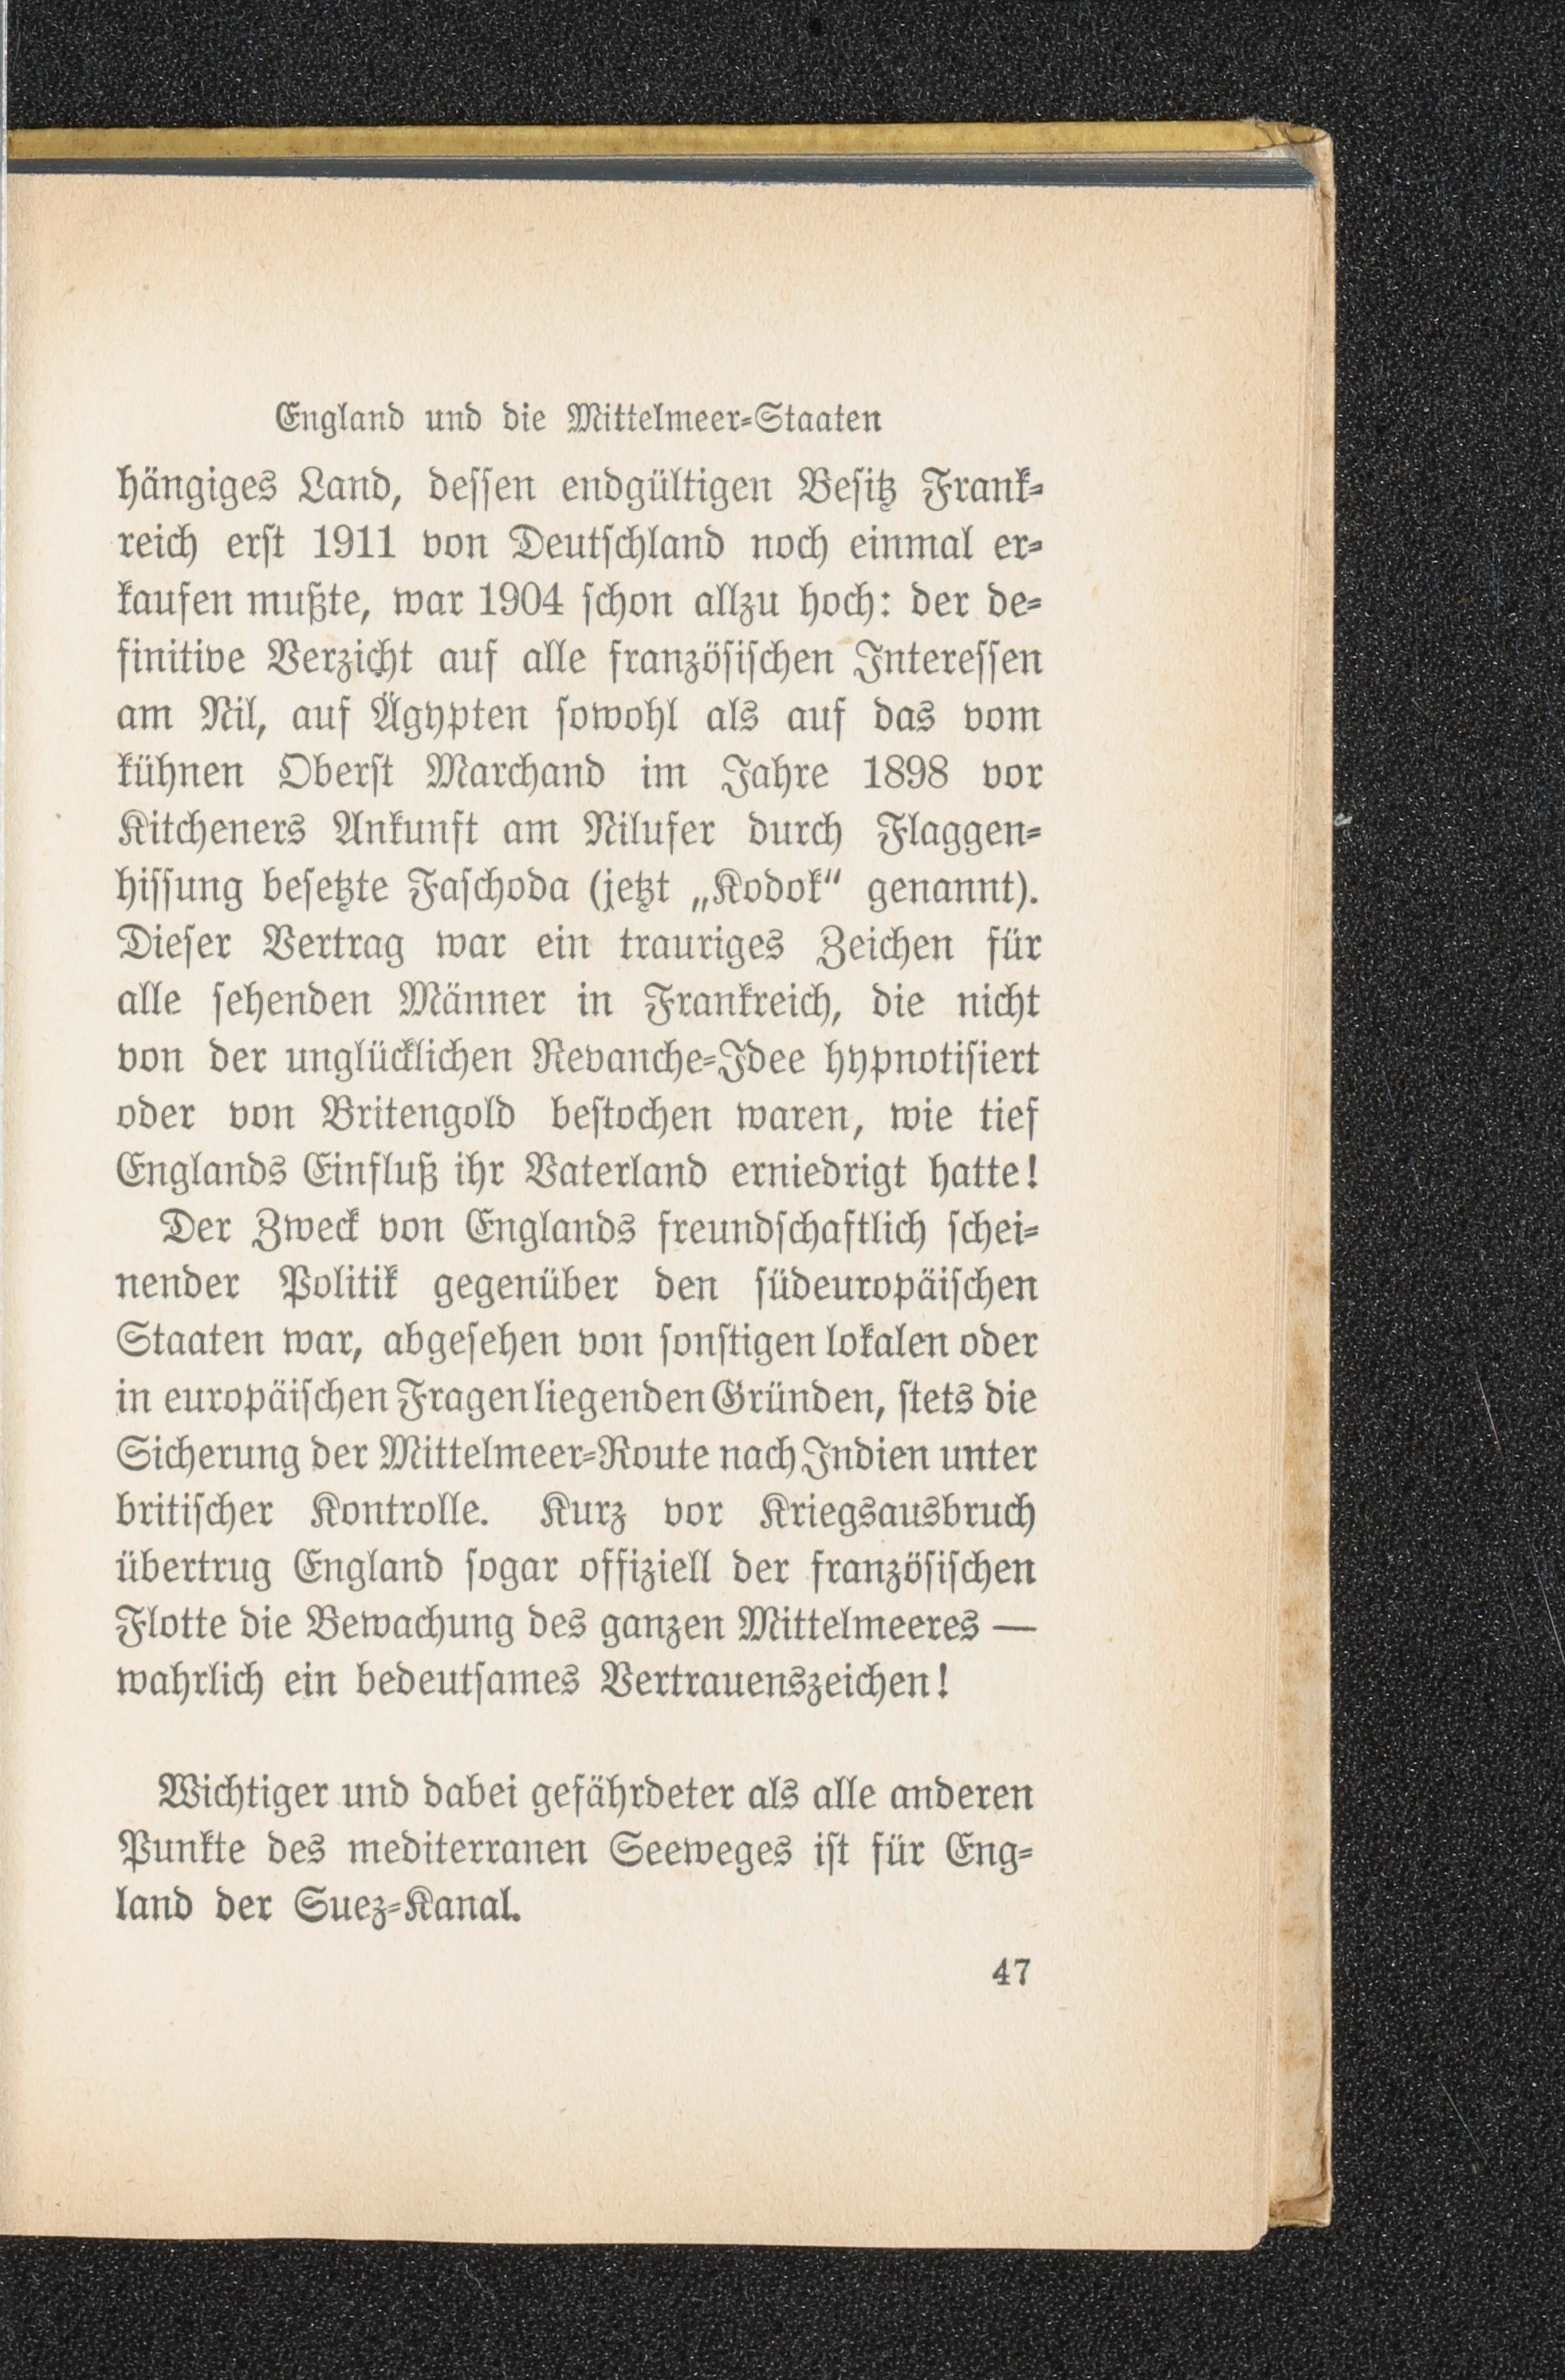 England und die Mittelmeer-Staaten
hängiges Land, dessen endgültigen Besitz Frank-
reich erst 1911 von Deutschland noch einmal er-
kaufen mußte, war 1904 schon allzu hoch: der de-
finitive Verzicht auf alle französischen Interessen
am Nil, auf Ägypten sowohl als auf das vom
kühnen Oberst Marchand im Jahre 1898 vor
Kitcheners Ankunft am Nilufer durch Flaggen-
hissung besetzte Faschoda (jetzt „Kodok“ genannt).
Dieser Vertrag war ein trauriges Zeichen für
alle sehenden Männer in Frankreich, die nicht
von der unglücklichen Revanche-Idee hypnotisiert
oder von Britengold bestochen waren, wie tief
Englands Einfluß ihr Vaterland erniedrigt hatte!
Der Zweck von Englands freundschaftlich schei-
nender Politik gegenüber den südeuropäischen
Staaten war, abgesehen von sonstigen lokalen oder
in europäischen Fragen liegenden Gründen, stets die
Sicherung der Mittelmeer-Route nach Indien unter
britischer Kontrolle. Kurz vor Kriegsausbruch
übertrug England sogar offiziell der französischen
Flotte die Bewachung des ganzen Mittelmeeres —
wahrlich ein bedeutsames Vertrauenszeichen!
Wichtiger und dabei gefährdeter als alle anderen
Punkte des mediterranen Seeweges ist für Eng-
land der Suez-Kanal.
47